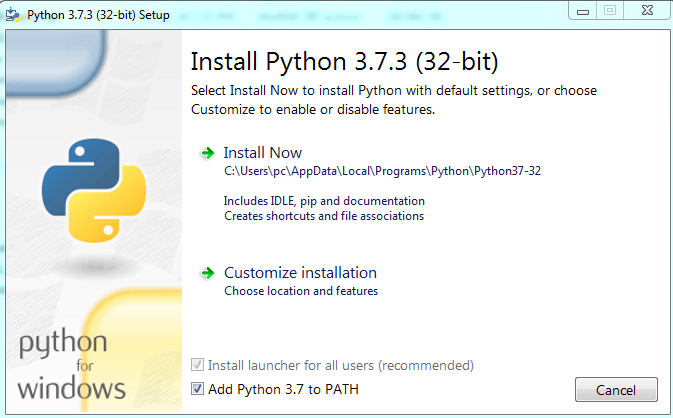 Python 3.7.3 (32-bit) Setup
Install Python 3.7.3 (32-bit)
Select Install Now to install Python with default settings, or choose
Customize to enable or disable features.
Install Now
C:\Users\pc\AppData\Local\Programs\Python\Python37-32
Includes IDLE, pip and documentation
Creates shortcuts and file associations
Customize installation
Choose location and features
python
for
windows
Install launcher for all users (recommended)
Add Python 3.7 to PATH
Cancel